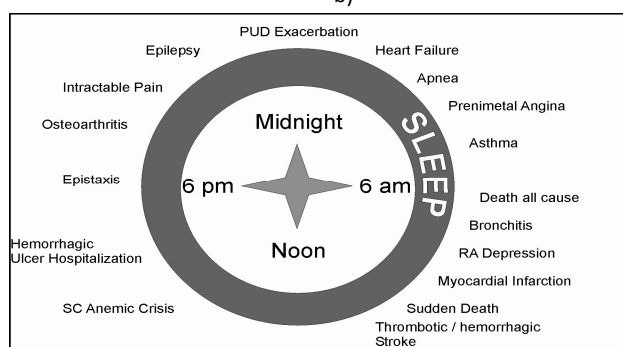 b)
PUD Exacerbation
Epilepsy
Heart Failure
Apnea
Intractable Pain
Prenimetal Angina
Osteoarthritis
Midnight
SLEEP
Asthma
Epistaxis
6 pm
6 am
Death all cause
Bronchitis
Hemorrhagic
Ulcer Hospitalization
Noon
RA Depression
Myocardial Infarction
SC Anemic Crisis
Sudden Death
Thrombotic / hemorrhagic
Stroke